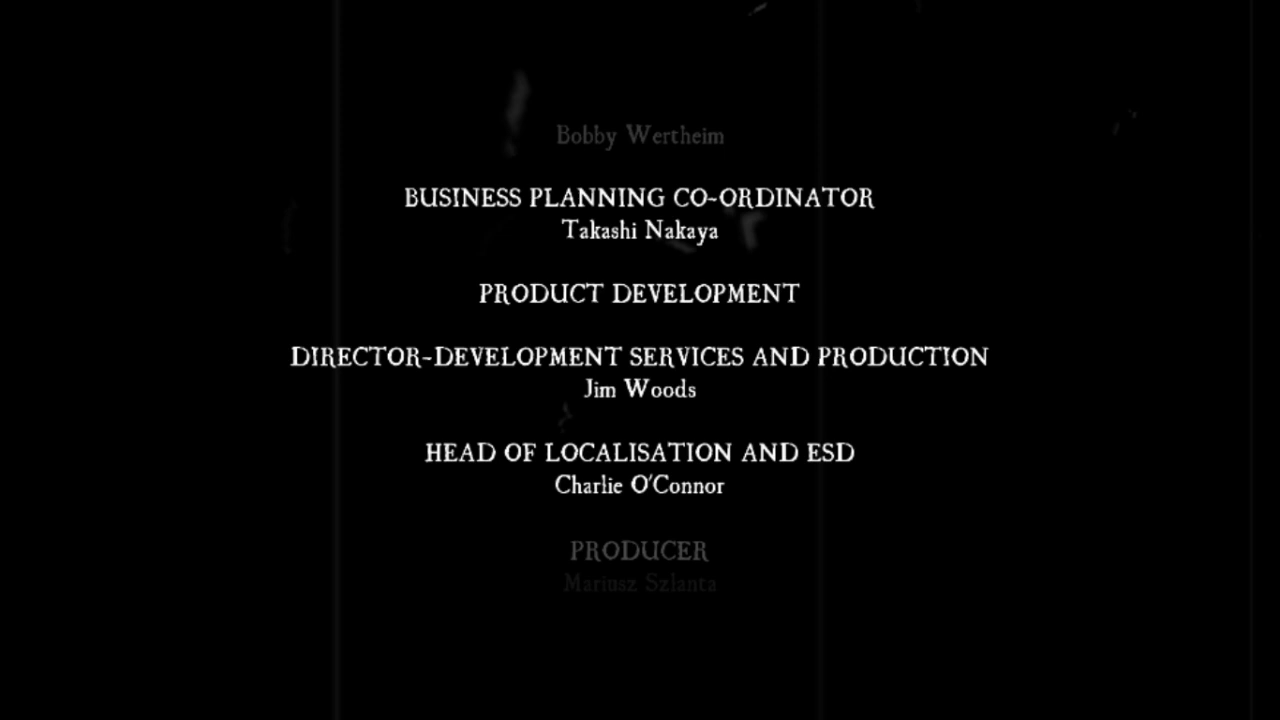 Bobby Wertheim
BUSINESS PLANNING CO-ORDINATOR
Takashi Nakaya
PRODUCT DEVELOPMENT
DIRECTOR-DEVELOPMENT SERVICES AND PRODUCTION
Jim Woods
HEAD OF LOCALISATION AND ESD
Charlie O'Connor
PRODUCER
Mariusz Szlanta